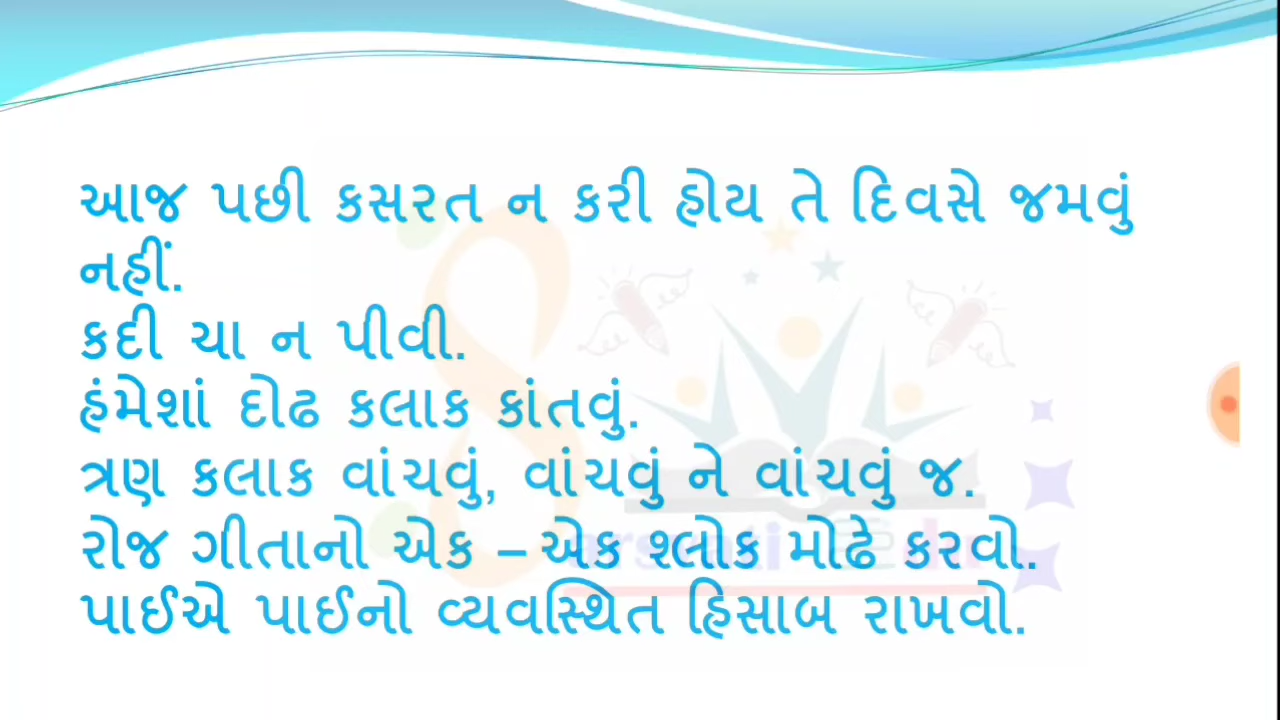 આજ પછી કસરત ન કરી હોય તે દિવસે જમવું
નહીં.
કદી ચા ન પીવી.
હંમેશાં દોઢ કલાક કાંતવું.
ત્રણ કલાક વાંચવું, વાંચવું ને વાંચવું જ.
રોજ ગીતાનો એક – એક શ્લોક મોઢે કરવો.
પાઈએ પાઈનો વ્યવસ્થિત હિસાબ રાખવો.